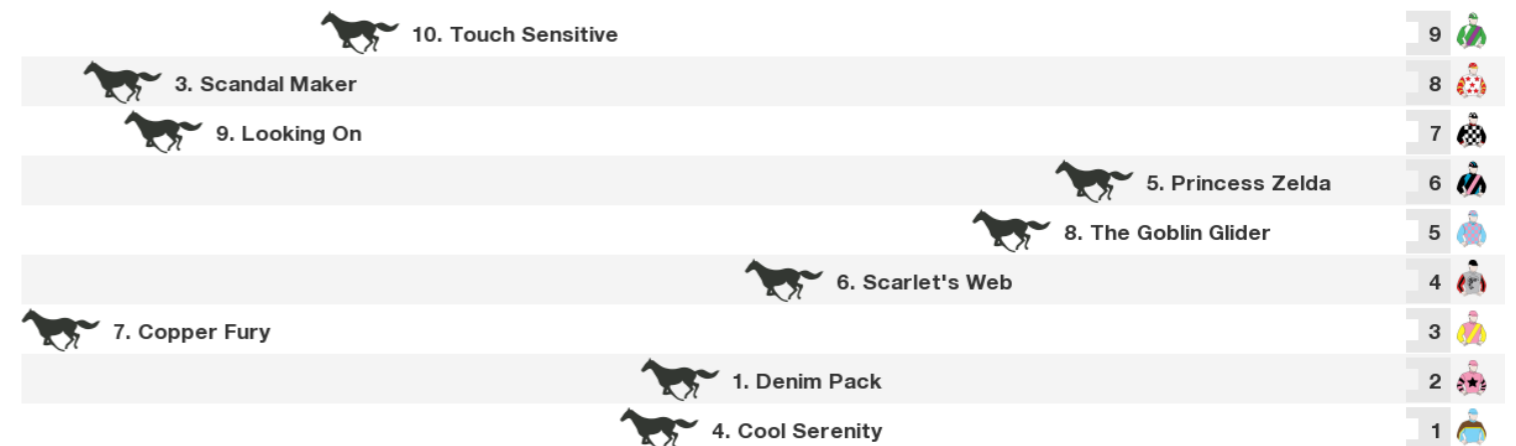 10. Touch Sensitive 9
3. Scandal Maker 8
9. Looking On 7
5. Princess Zelda 6
8. The Goblin Glider 5
6. Scarlet's Web 4
7. Copper Fury 3
1. Denim Pack 2
4. Cool Serenity 1